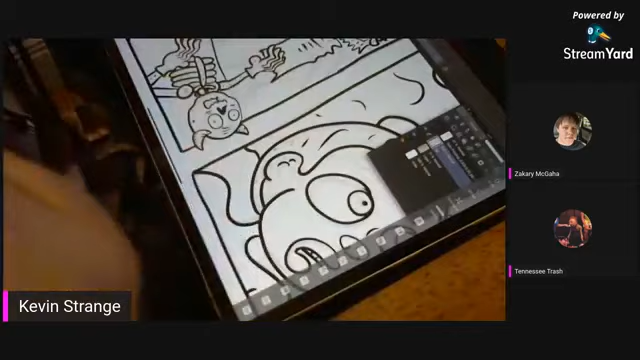 Powered by
StreamYard
Zakary McGaha
Tennessee Trash
Kevin Strange